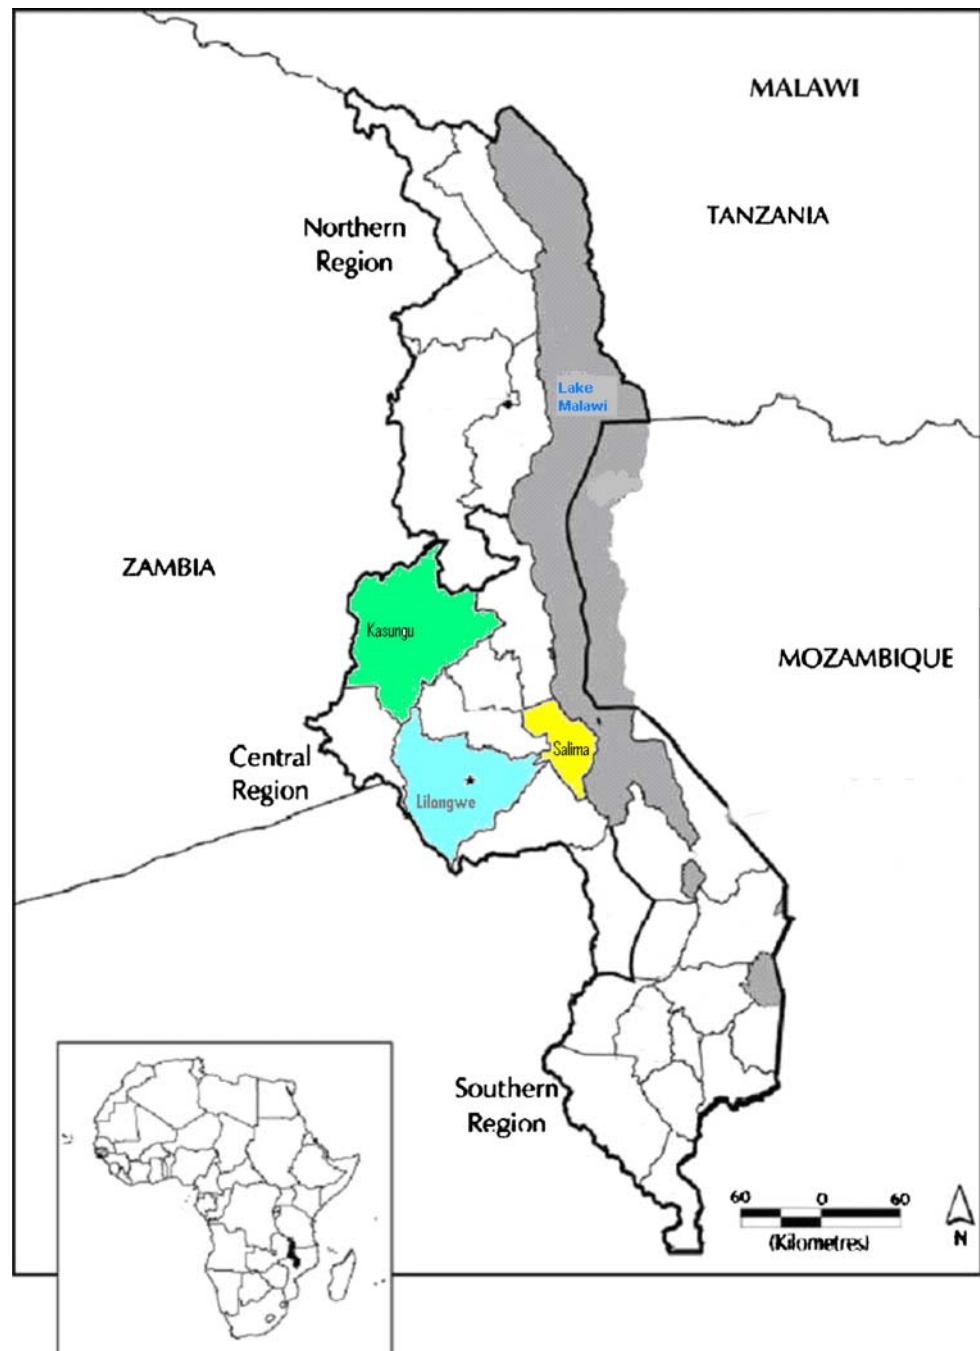 MALAWI
TANZANIA
Northern
Region
Lake
Malawi
ZAMBIA
Kasungu
MOZAMBIQUE
Central
Region
Salima
Lilongwe
Southern
Region
60 0 60
(Kilometres)
N